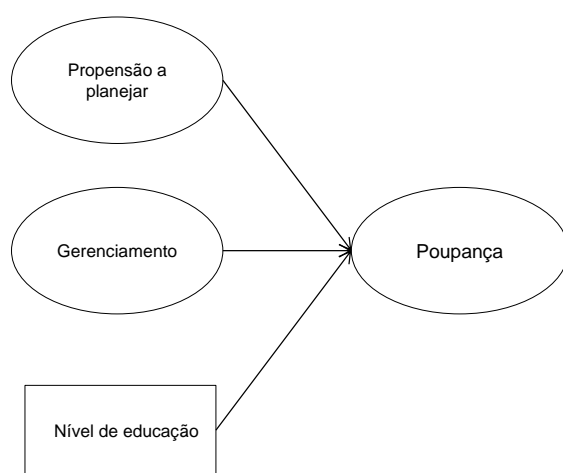 Propensão a
planejar
Gerenciamento
Poupança
Nível de educação